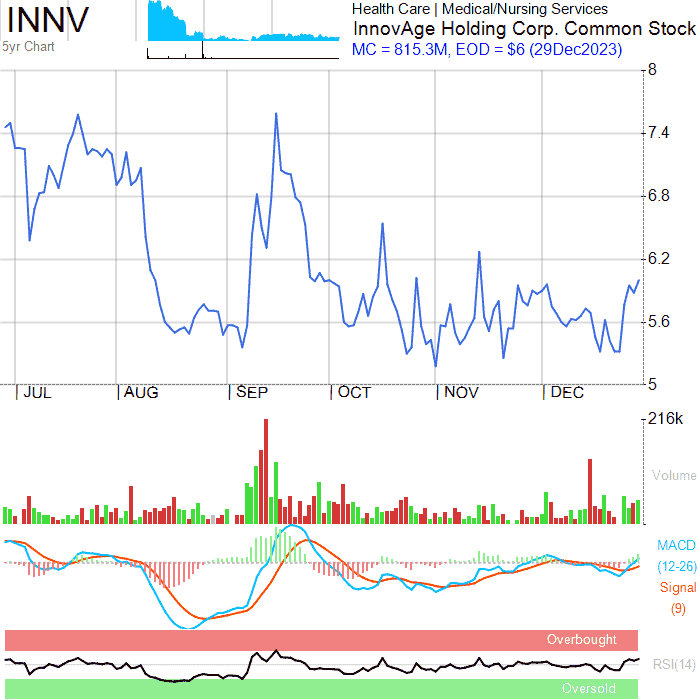 INNV
5yr Chart
Health Care | Medical/Nursing Services
InnovAge Holding Corp. Common Stock
MC = 815.3M, EOD = $6 (29Dec2023)
8
7.4
6.8
6.2
5.6
5
| JUL | AUG | SEP | OCT | NOV | DEC
216k
Volume
MACD
(12-26)
Signal
(9)
Overbought
RSI(14)
Oversold